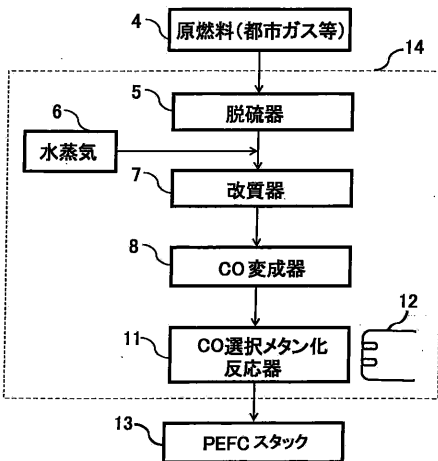 4
原燃料(都市ガス等)
14
5
脱硫器
6
水蒸気
7
改質器
8
CO変成器
12
11
CO選択メタン化
反応器
13
PEFCスタック